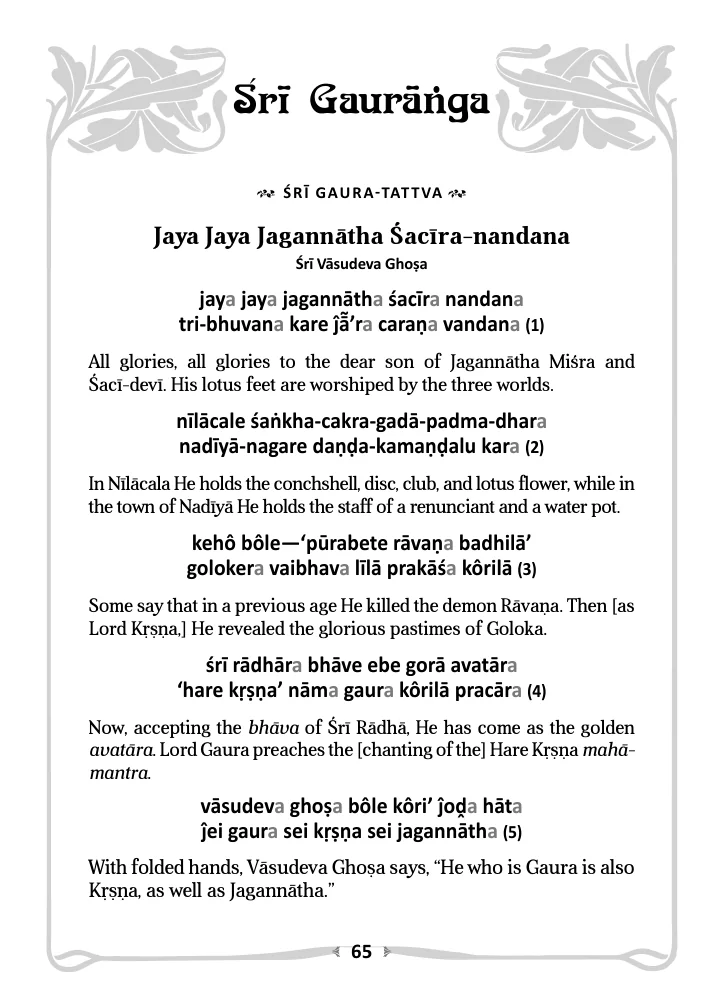 Śrī Gaurāṅga
ŚRĪ GAURA-TATTVA
Jaya Jaya Jagannātha Śacīra-nandana
Śrī Vāsudeva Ghoṣa
jaya jaya jagannātha śacīra nandana
tri-bhuvana kare ĵā̃'ra caraṇa vandana (1)
All glories, all glories to the dear son of Jagannātha Miśra and
Śacī-devī. His lotus feet are worshiped by the three worlds.
nīlācale śaṅkha-cakra-gadā-padma-dhara
nadīyā-nagare daṇḍa-kamaṇḍalu kara (2)
In Nīlācala He holds the conchshell, disc, club, and lotus flower, while in
the town of Nadīyā He holds the staff of a renunciant and a water pot.
kehô bôle—‘pūrabete rāvaṇa badhilā’
golokera vaibhava līlā prakāśa kôrilā (3)
Some say that in a previous age He killed the demon Rāvaṇa. Then [as
Lord Kṛṣṇa,] He revealed the glorious pastimes of Goloka.
śrī rādhāra bhāve ebe gorā avatāra
‘hare kṛṣṇa’ nāma gaura kôrilā pracāra (4)
Now, accepting the bhāva of Śrī Rādhā, He has come as the golden
avatāra. Lord Gaura preaches the [chanting of the] Hare Kṛṣṇa mahā-
mantra.
vāsudeva ghoṣa bôle kôri’ ĵoḓa hāta
ĵei gaura sei kṛṣṇa sei jagannātha (5)
With folded hands, Vāsudeva Ghoṣa says, “He who is Gaura is also
Kṛṣṇa, as well as Jagannātha.”
65